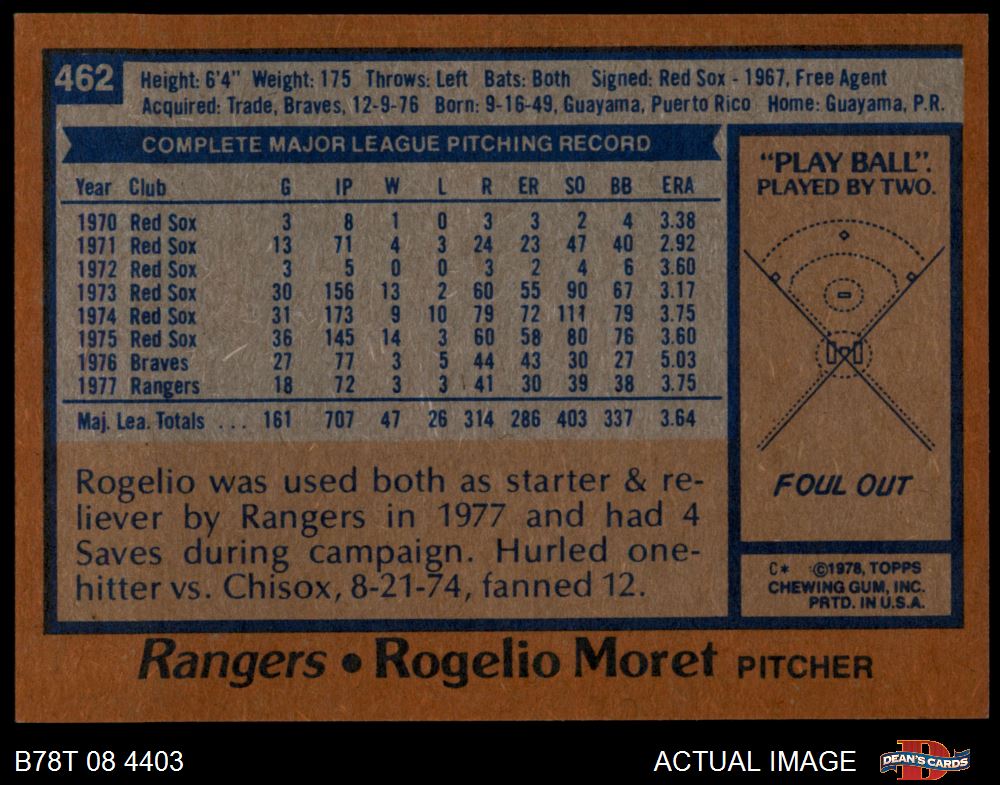 462
Height: 6'4" Weight: 175 Throws: Left Bats: Both Signed: Red Sox - 1967, Free Agent
Acquired: Trade, Braves, 12-9-76 Born: 9-16-49, Guayama, Puerto Rico Home: Guayama, P.R.
COMPLETE MAJOR LEAGUE PITCHING RECORD
Year Club G IP W L R ER SO BB ERA
1970 Red Sox 3 8 1 0 3 3 2 4 3.38
1971 Red Sox 13 71 4 3 24 23 47 40 2.92
1972 Red Sox 3 5 0 0 3 2 4 6 3.60
1973 Red Sox 30 156 13 2 60 55 90 67 3.17
1974 Red Sox 31 173 9 10 79 72 111 79 3.75
1975 Red Sox 36 145 14 3 60 58 80 76 3.60
1976 Braves 27 77 3 5 44 43 30 27 5.03
1977 Rangers 18 72 3 3 41 30 39 38 3.75
Maj. Lea. Totals ... 161 707 47 26 314 286 403 337 3.64
Rogelio was used both as starter & re-
liever by Rangers in 1977 and had 4
Saves during campaign. Hurled one-
hitter vs. Chisox, 8-21-74, fanned 12.
"PLAY BALL".
PLAYED BY TWO.
FOUL OUT
C* ©1978, TOPPS
CHEWING GUM, INC.
PRTD. IN U.S.A.
Rangers • Rogelio Moret PITCHER
B78T 08 4403
ACTUAL IMAGE
D
DEAN'S CARDS